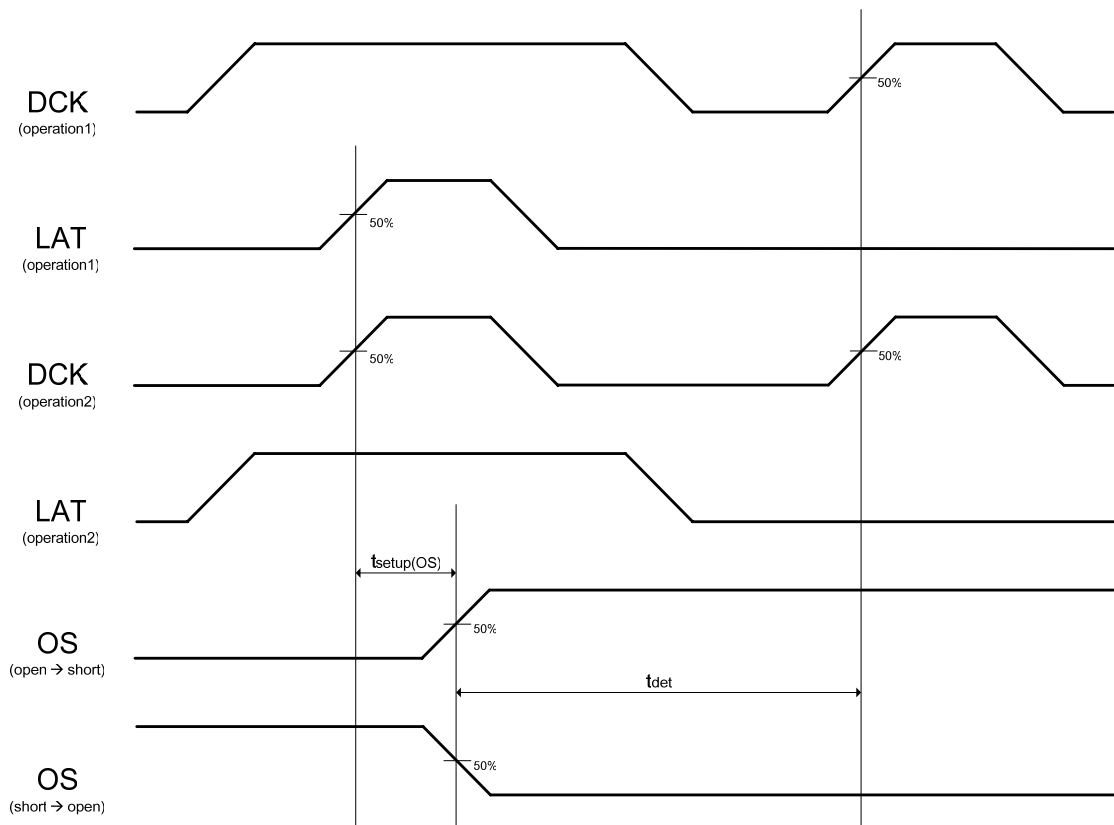 DCK
(operation1)
50%
LAT
(operation1)
50%
DCK
(operation2)
50%
50%
LAT
(operation2)
tsetup(OS)
OS
(open → short)
50%
tdet
OS
(short → open)
50%